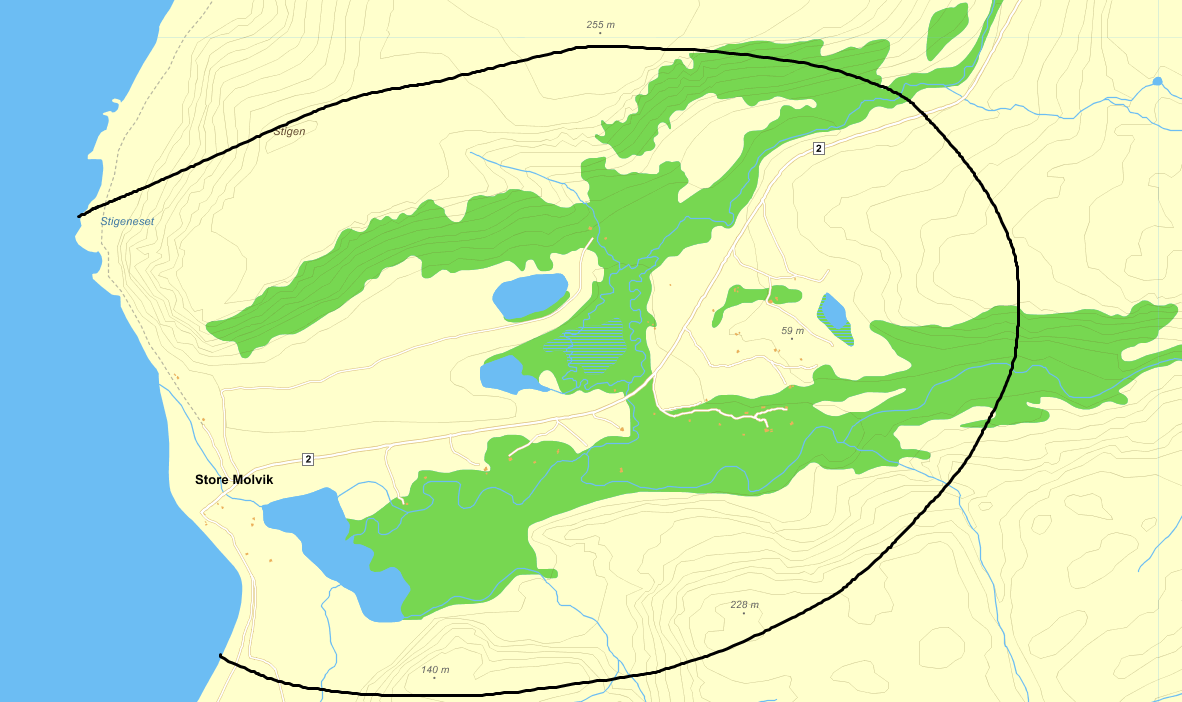 255 m
Stigen
2
Stigeneset
59 m
2
Store Molvik
228 m
140 m